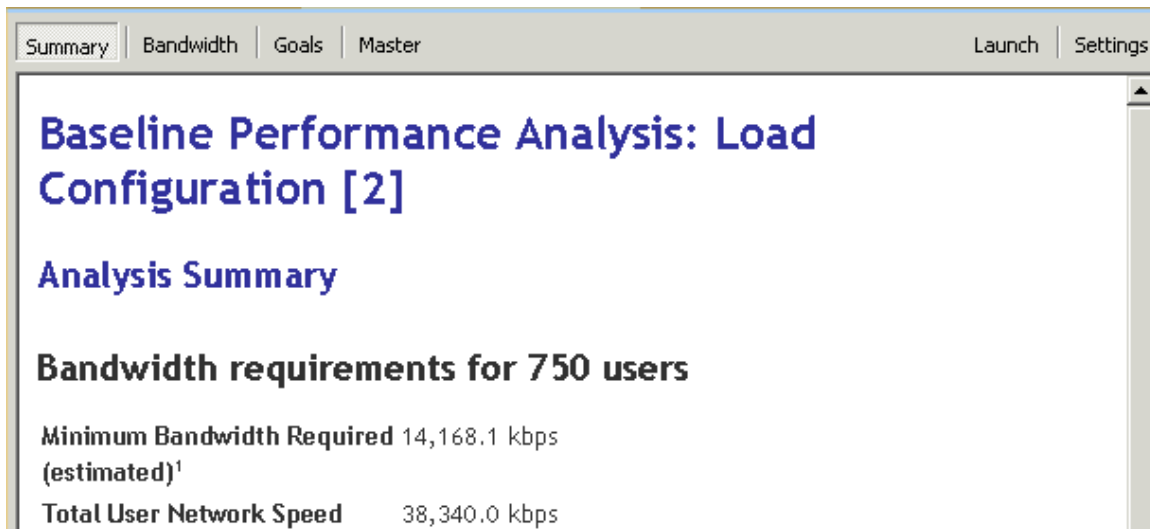 Summary Bandwidth Goals Master Launch Settings
Baseline Performance Analysis: Load
Configuration [2]
Analysis Summary
Bandwidth requirements for 750 users
Minimum Bandwidth Required 14,168.1 kbps
(estimated)¹
Total User Network Speed 38,340.0 kbps